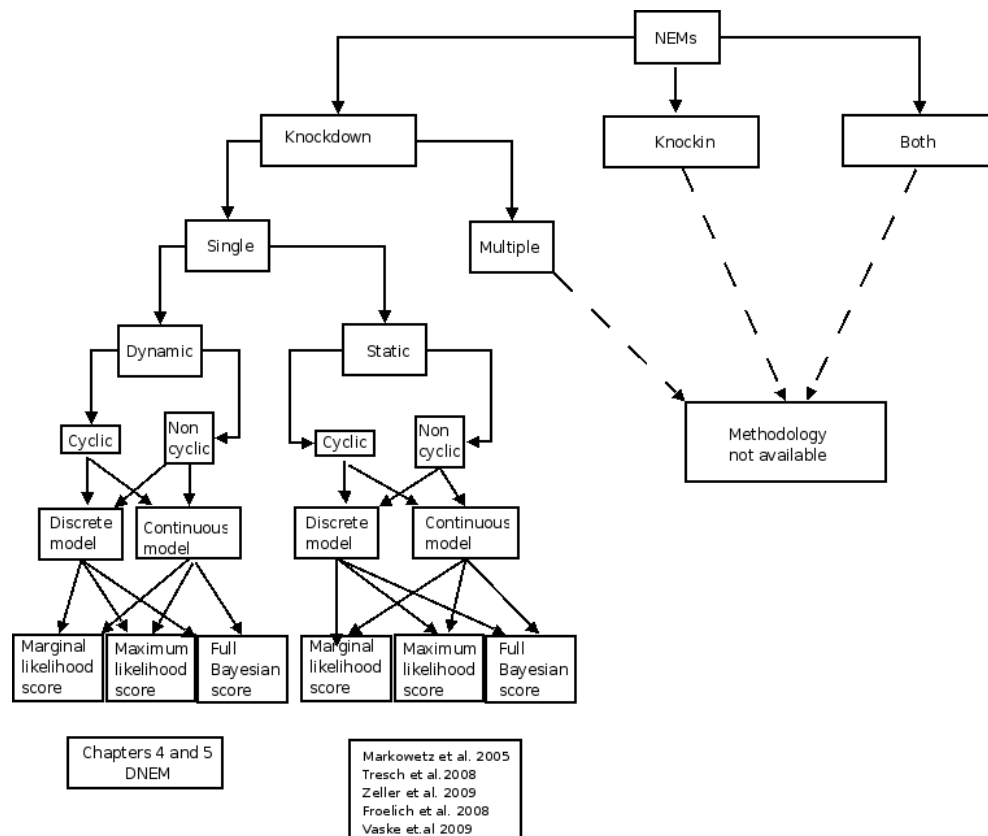 NEMs
Knockdown
Knockin
Both
Single
Multiple
Dynamic
Static
Cyclic
Non
cyclic
Cyclic
Non
cyclic
Methodology
not available
Discrete
model
Continuous
model
Discrete
model
Continuous
model
Marginal
likelihood
score
Maximum
likelihood
score
Full
Bayesian
score
Marginal
likelihood
score
Maximum
likelihood
score
Full
Bayesian
score
Chapters 4 and 5
DNEM
Markowetz et al. 2005
Tresch et al.2008
Zeller et al. 2009
Froelich et al. 2008
Vaske et.al 2009